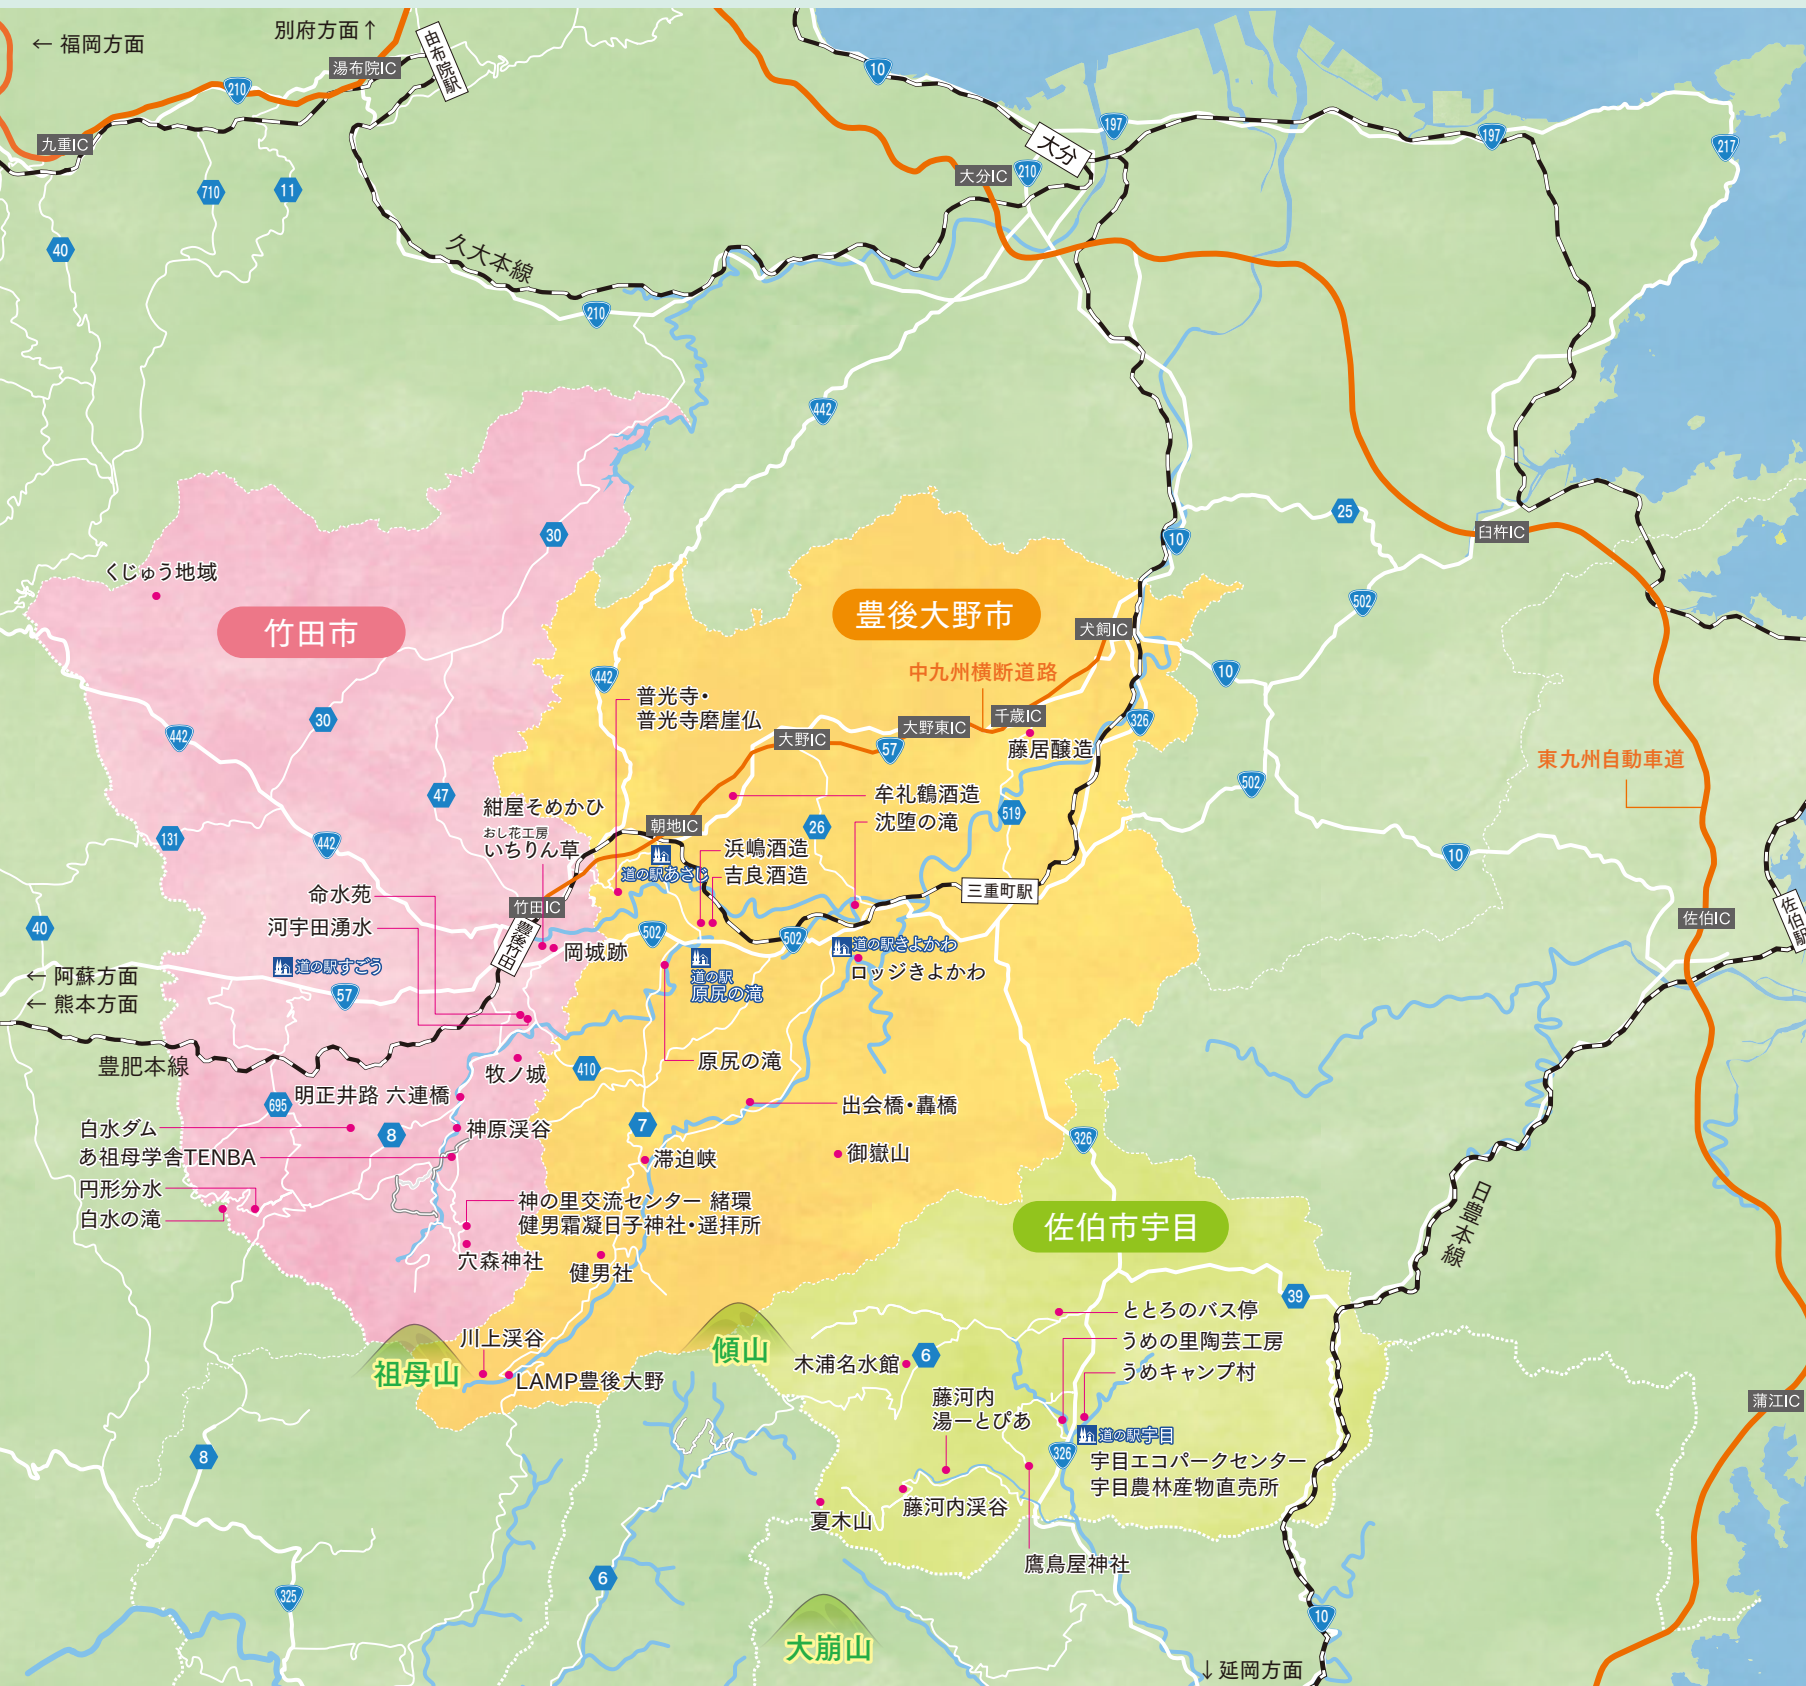 ← 福岡方面
別府方面↑
由布院駅
湯布院IC
210
10
九重IC
197
大分
197
217
大分IC
210
710
11
40
久大本線
210
442
30
25
臼杵IC
10
くじゅう地域
502
竹田市
豊後大野市
犬飼IC
中九州横断道路
10
442
普光寺・
普光寺磨崖仏
30
442
千歳IC
326
大野東IC
大野IC
57
藤居醸造
東九州自動車道
502
47
紺屋そめかひ
おし花工房
いちりん草
牟礼鶴酒造
沈堕の滝
519
朝地IC
26
131
442
浜嶋酒造
吉良酒造
道の駅あさじ
10
命水苑
三重町駅
竹田IC
河宇田湧水
佐伯IC
佐伯駅
40
豊後竹田
岡城跡
502
502
道の駅きよかわ
ロッジきよかわ
道の駅すごう
← 阿蘇方面
← 熊本方面
57
道の駅
原尻の滝
豊肥本線
牧ノ城
410
原尻の滝
明正井路 六連橋
695
出会橋・轟橋
白水ダム
8
神原渓谷
7
326
あ祖母学舎TENBA
滞迫峡
御嶽山
円形分水
白水の滝
神の里交流センター 緒環
健男霜凝日子神社・遥拝所
佐伯市宇目
日豊本線
穴森神社
健男社
39
ととろのバス停
川上渓谷
祖母山
傾山
うめの里陶芸工房
木浦名水館
6
うめキャンプ村
LAMP豊後大野
藤河内
湯ーとぴあ
蒲江IC
道の駅宇目
326
宇目エコパークセンター
宇目農林産物直売所
8
藤河内渓谷
夏木山
鷹鳥屋神社
6
325
10
大崩山
↓延岡方面